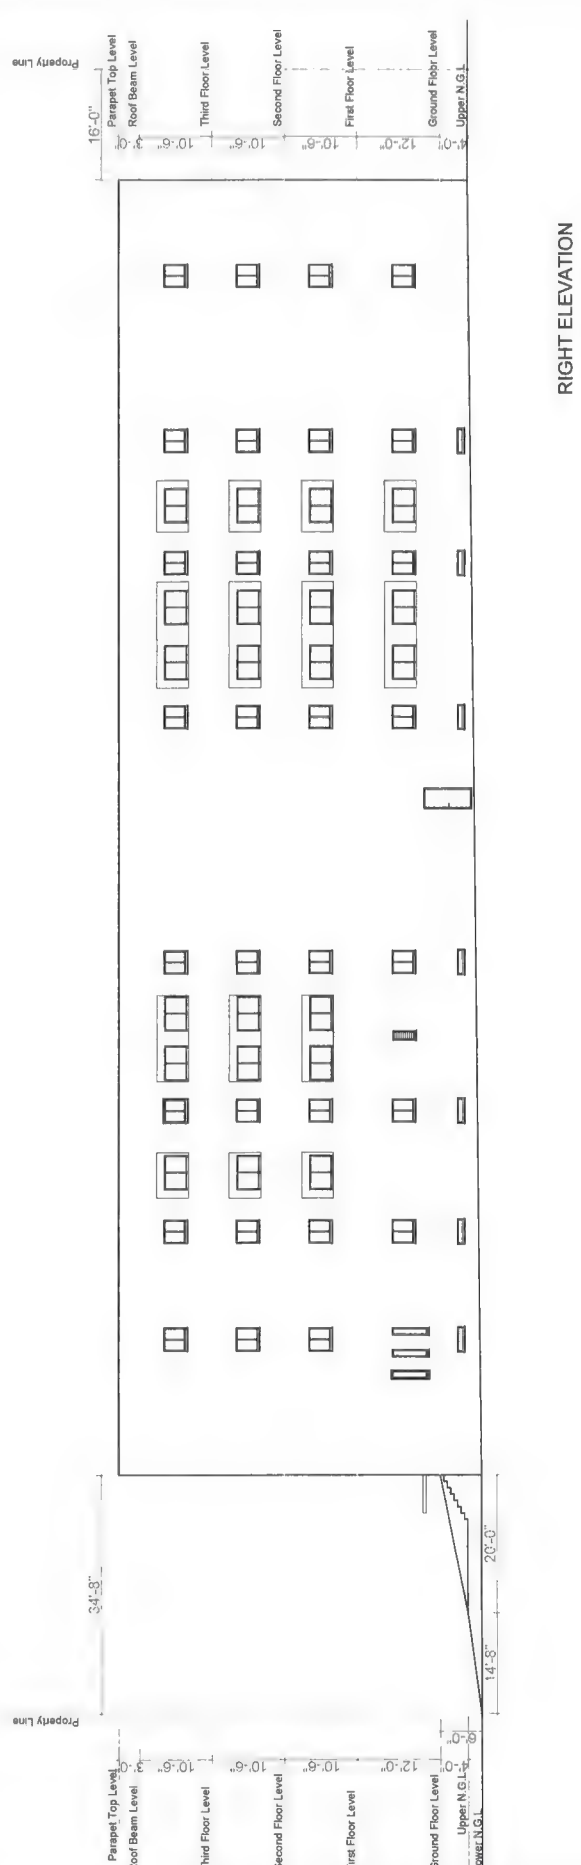 Property Line
16'-0"
Parapet Top Level
Roof Beam Level
Third Floor Level
Second Floor Level
First Floor Level
Ground Floor Level
Upper N.G.L
3'-0"
10'-6"
10'-6"
10'-6"
12'-0"
4'-0"
RIGHT ELEVATION
34'-8"
20'-0"
14'-8"
Property Line
6'-0"
10'-6"
10'-6"
10'-6"
12'-0"
Parapet Top Level
Roof Beam Level
Third Floor Level
Second Floor Level
First Floor Level
Ground Floor Level
Upper N.G.L
Lower N.G.L